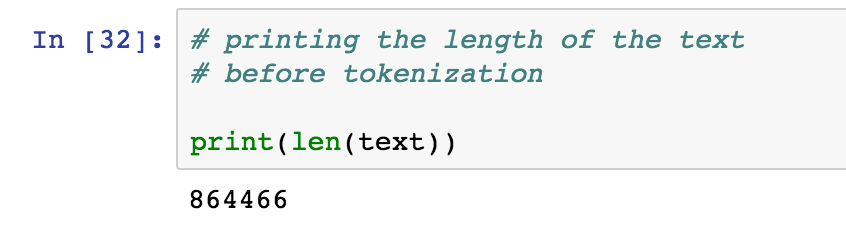 In [32]: # printing the length of the text
# before tokenization
print(len(text))
864466